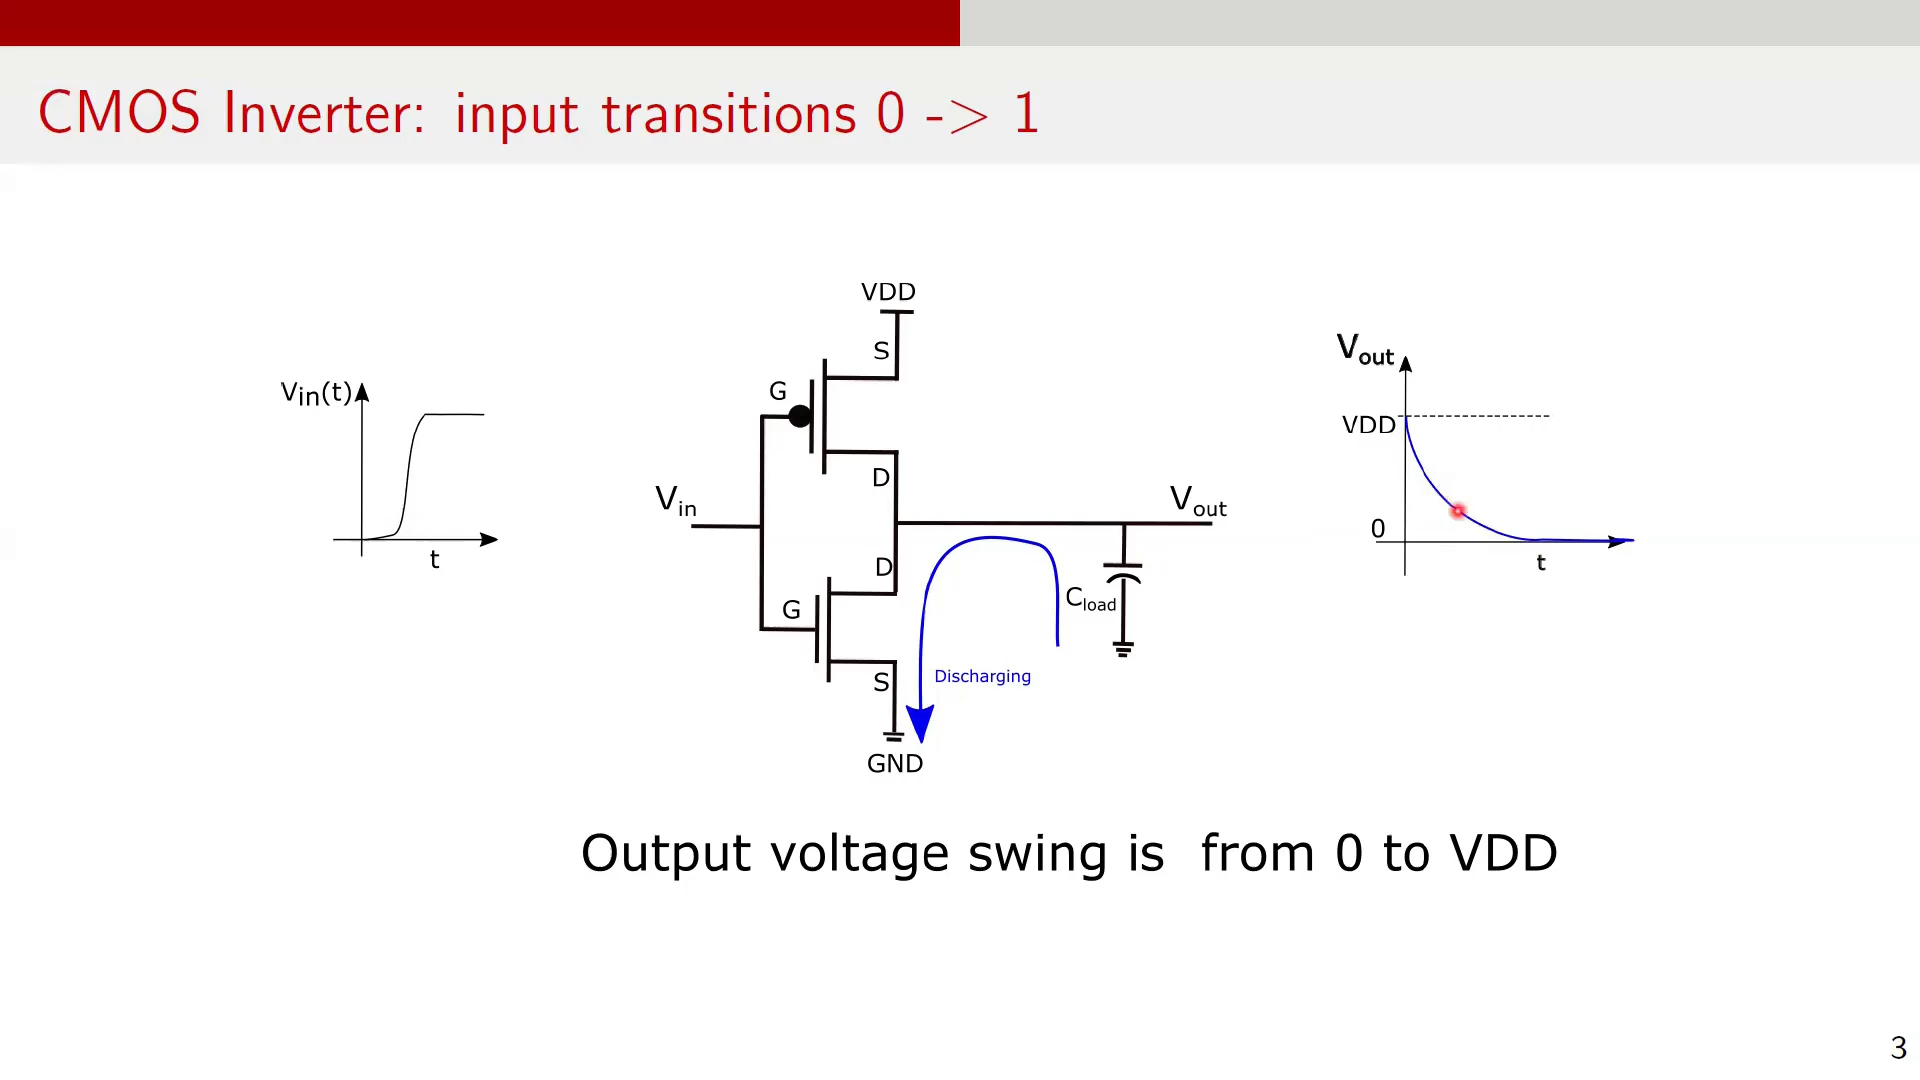 CMOS Inverter: input transitions 0 -> 1
VDD
S
G
D
Vin(t)
t
Vin
Vout
D
G
Cload
S
Discharging
GND
Vout
VDD
0
t
Output voltage swing is from 0 to VDD
3